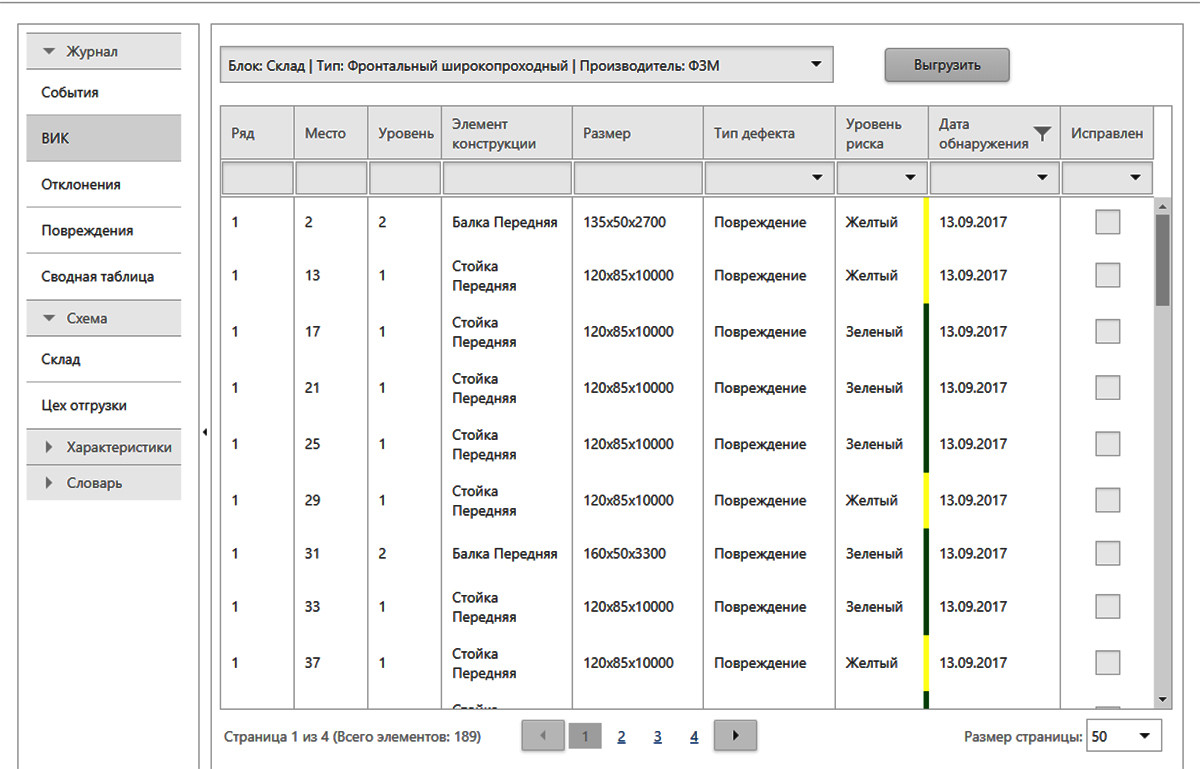 Журнал
События
ВИК
Отклонения
Повреждения
Сводная таблица
Схема
Склад
Цех отгрузки
Характеристики
Словарь
Блок: Склад | Тип: Фронтальный широкопроходный | Производитель: ФЗМ
Выгрузить
Ряд Место Уровень Элемент конструкции Размер Тип дефекта Уровень риска Дата обнаружения Исправлен
1 2 2 Балка Передняя 135x50x2700 Повреждение Желтый 13.09.2017
1 13 1 Стойка Передняя 120x85x10000 Повреждение Желтый 13.09.2017
1 17 1 Стойка Передняя 120x85x10000 Повреждение Зеленый 13.09.2017
1 21 1 Стойка Передняя 120x85x10000 Повреждение Зеленый 13.09.2017
1 25 1 Стойка Передняя 120x85x10000 Повреждение Зеленый 13.09.2017
1 29 1 Стойка Передняя 120x85x10000 Повреждение Желтый 13.09.2017
1 31 2 Балка Передняя 160x50x3300 Повреждение Зеленый 13.09.2017
1 33 1 Стойка Передняя 120x85x10000 Повреждение Зеленый 13.09.2017
1 37 1 Стойка Передняя 120x85x10000 Повреждение Желтый 13.09.2017
Страница 1 из 4 (Всего элементов: 189) 1 2 3 4 Размер страницы: 50